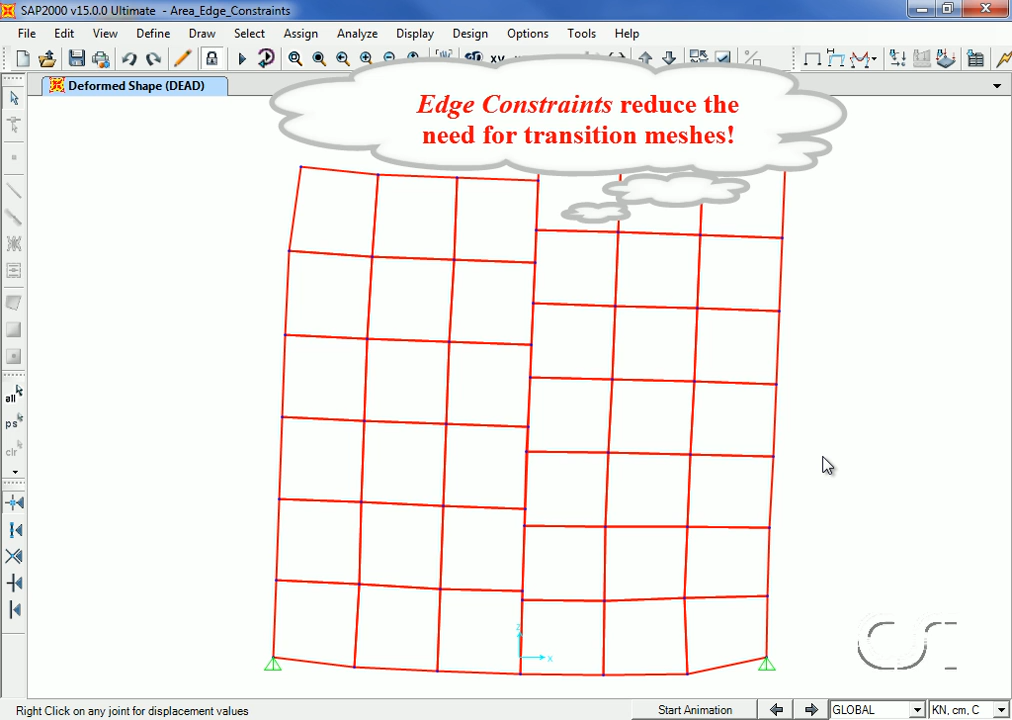 SAP2000 v15.0.0 Ultimate - Area_Edge_Constraints
File Edit View Define Draw Select Assign Analyze Display Design Options Tools Help
Deformed Shape (DEAD)
Edge Constraints reduce the
need for transition meshes!
all
ps
clr
z
x
CSI
Right Click on any joint for displacement values
Start Animation
GLOBAL
KN, cm, C